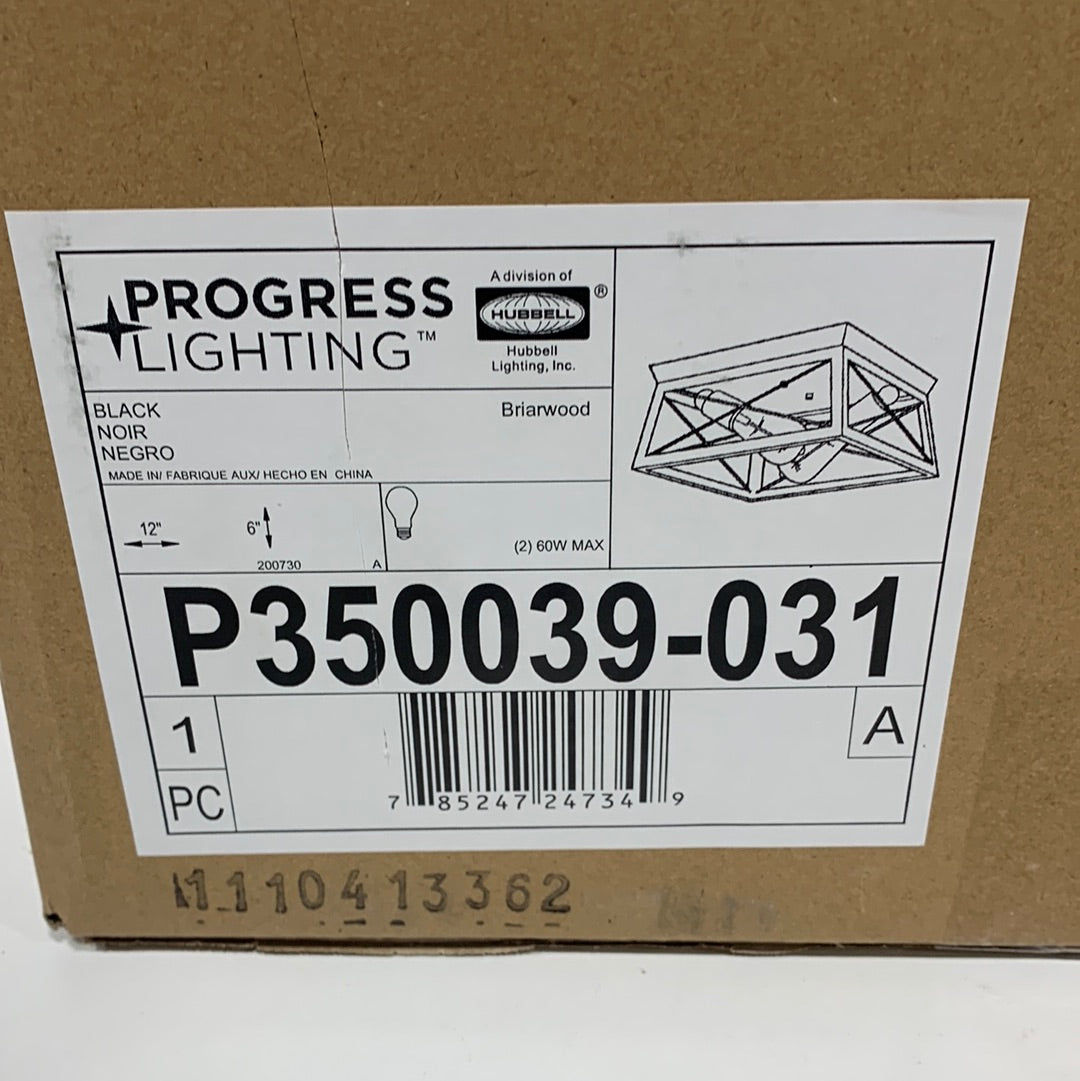 PROGRESS
LIGHTING™
A division of
HUBBELL®
Hubbell
Lighting, Inc.
BLACK
NOIR
NEGRO
Briarwood
MADE IN/ FABRIQUE AUX/ HECHO EN CHINA
12"
6"
200730
A
(2) 60W MAX
P350039-031
1
PC
7 85247 24734 9
A
1110413362